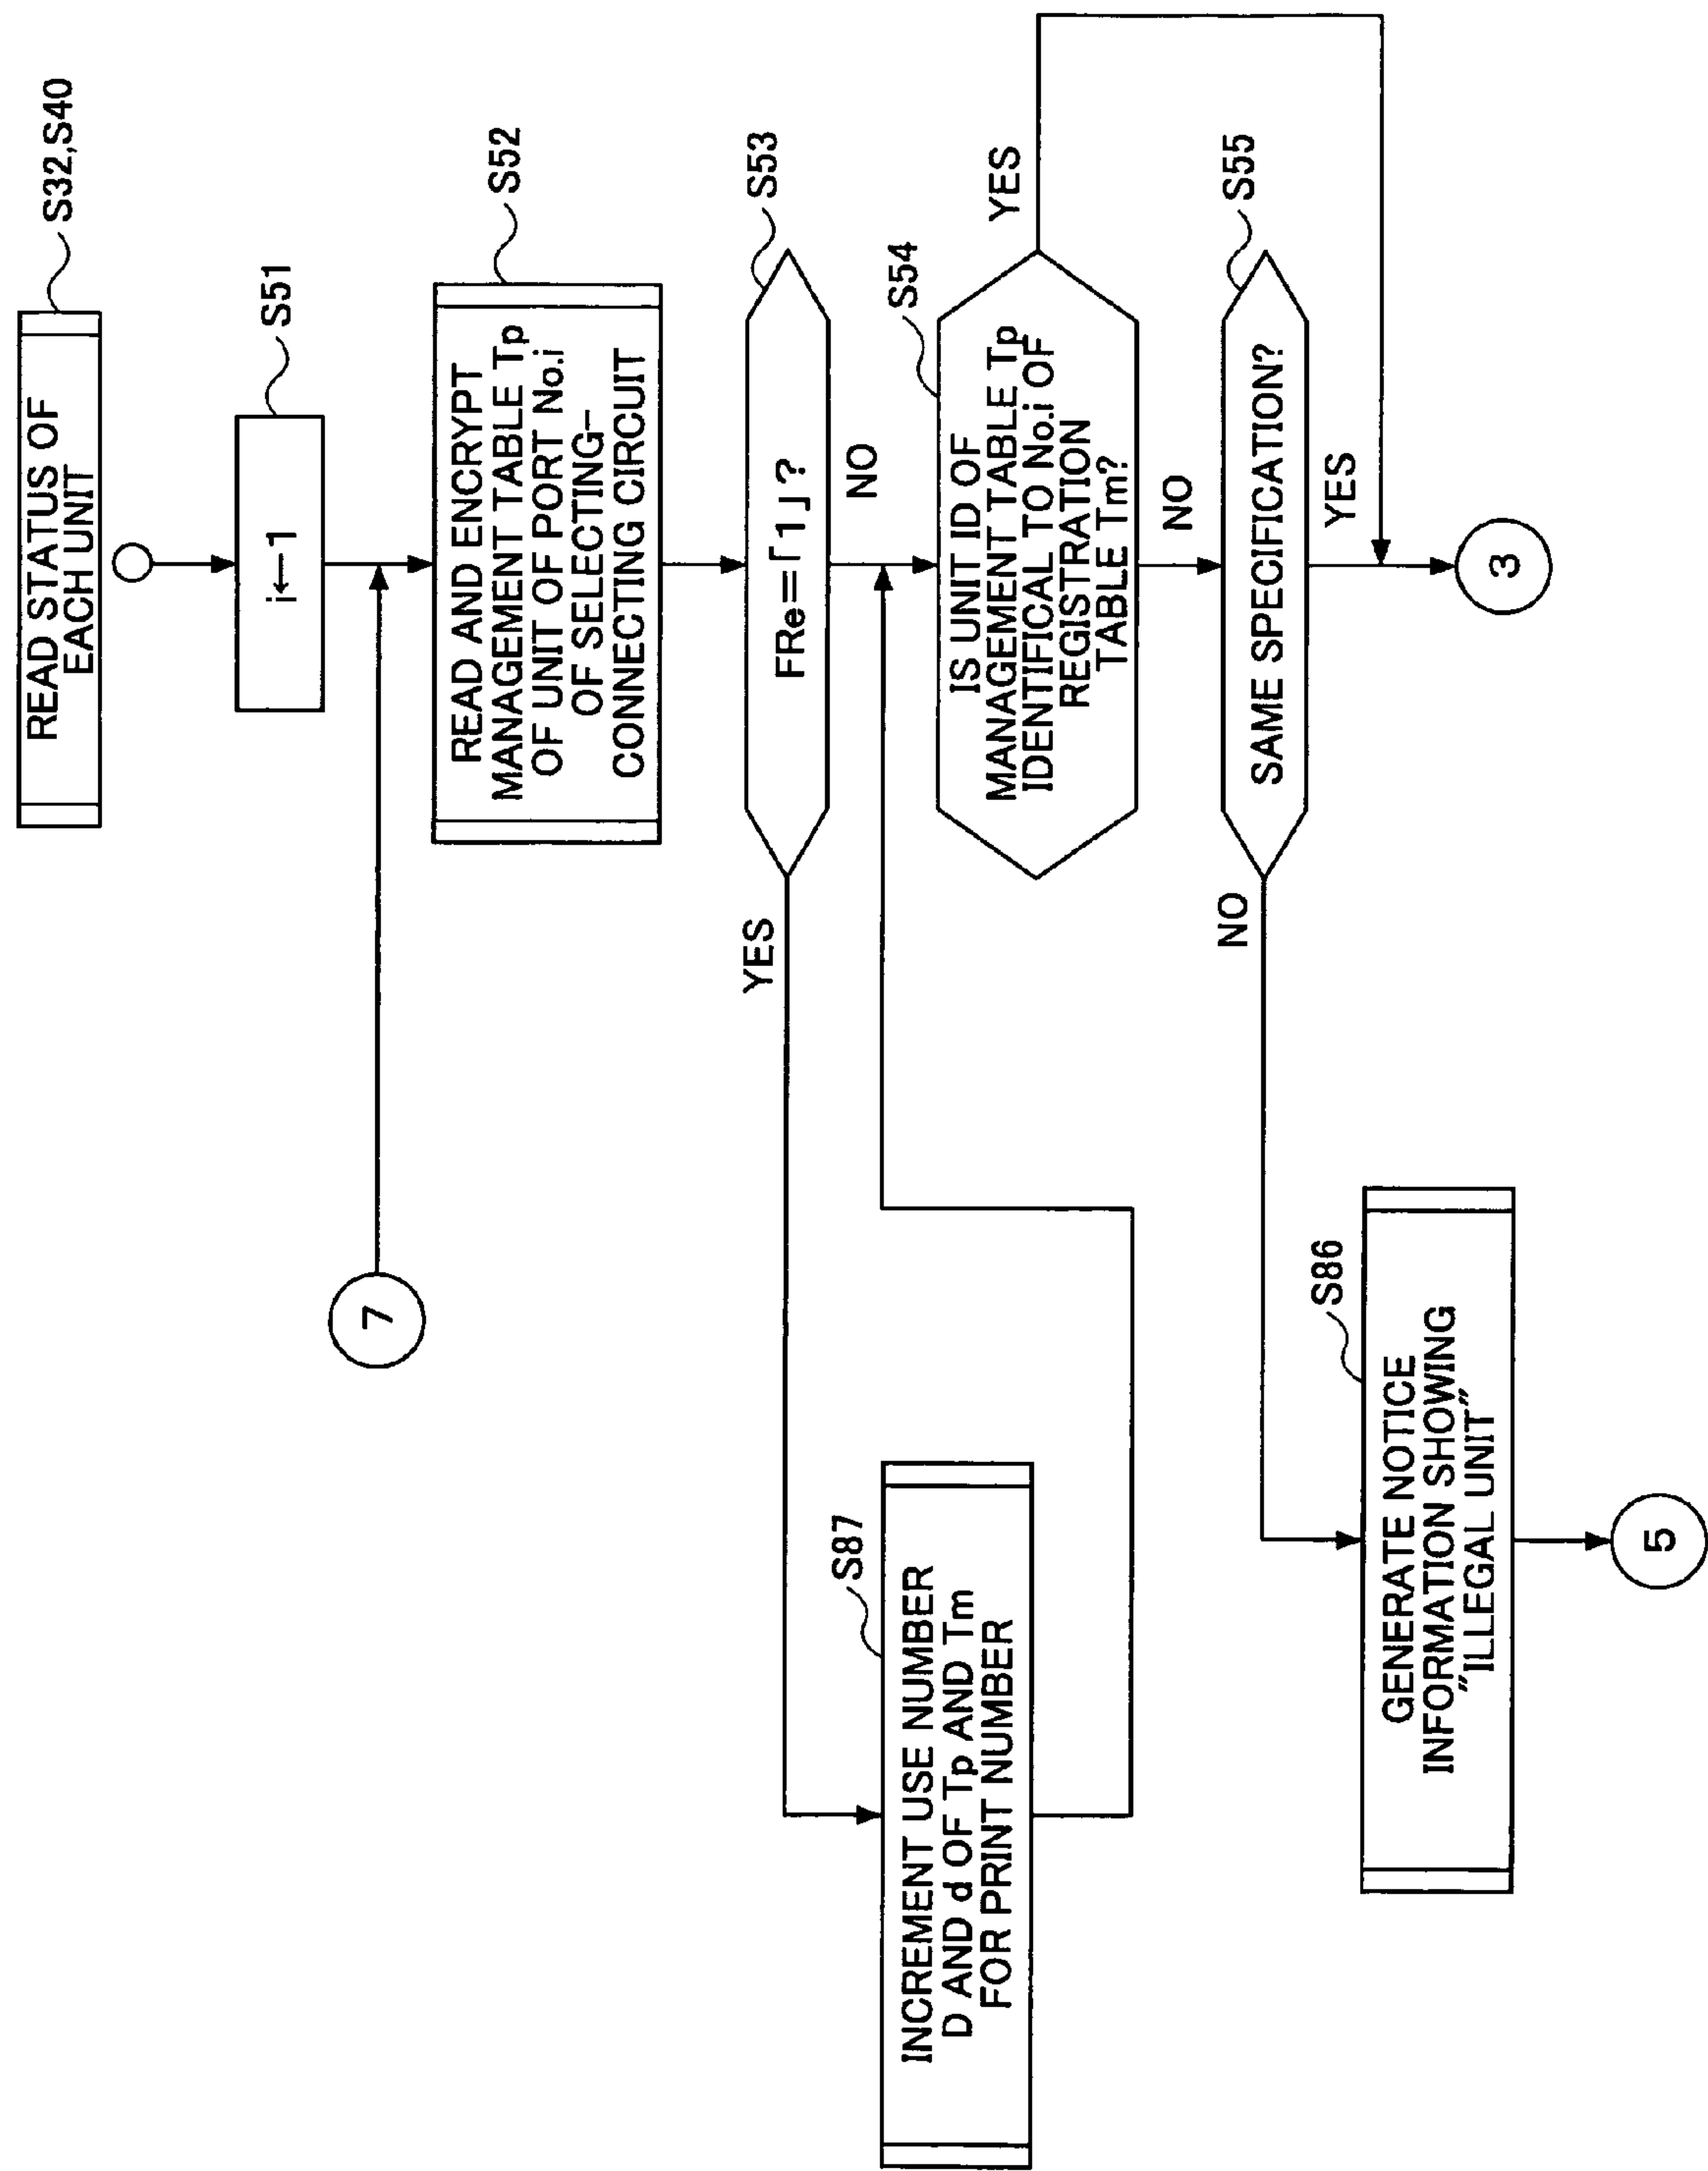 READ STATUS OF
EACH UNIT
S32,S40
i←1
S51
7
READ AND ENCRYPT
MANAGEMENT TABLE Tp
OF UNIT OF PORT No.i
OF SELECTING-
CONNECTING CIRCUIT
S52
FRe=「1」?
S53
YES
NO
INCREMENT USE NUMBER
D AND d OF Tp AND Tm
FOR PRINT NUMBER
S87
IS UNIT ID OF
MANAGEMENT TABLE Tp
IDENTIFICAL TO No.i OF
REGISTRATION
TABLE Tm?
S54
YES
NO
SAME SPECIFICATION?
S55
NO
YES
GENERATE NOTICE
INFORMATION SHOWING
"ILLEGAL UNIT"
S86
3
5